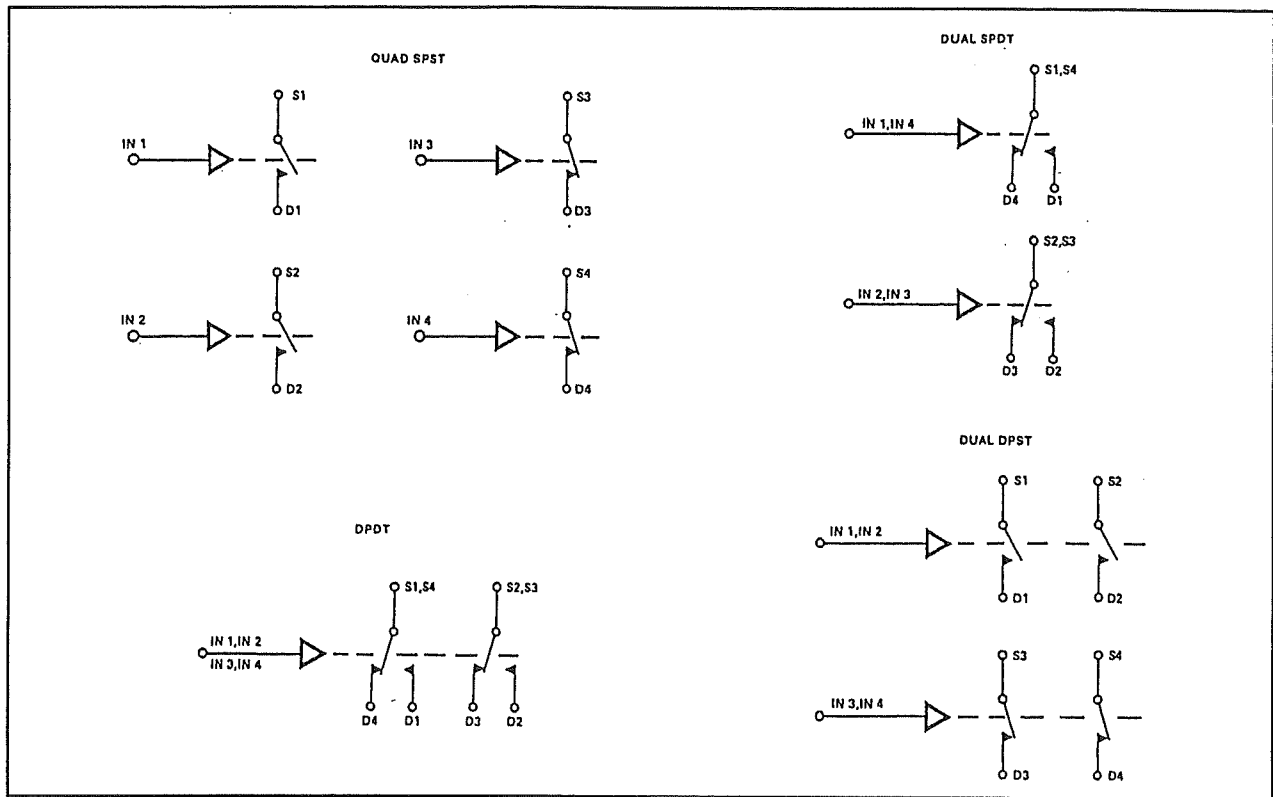 QUAD SPST
S1
IN 1
D1
S3
IN 3
D3
S2
IN 2
D2
S4
IN 4
D4
DUAL SPDT
S1,S4
IN 1,IN 4
D4 D1
S2,S3
IN 2,IN 3
D3 D2
DPDT
S1,S4 S2,S3
IN 1,IN 2
IN 3,IN 4
D4 D1 D3 D2
DUAL DPST
S1 S2
IN 1,IN 2
D1 D2
S3 S4
IN 3,IN 4
D3 D4